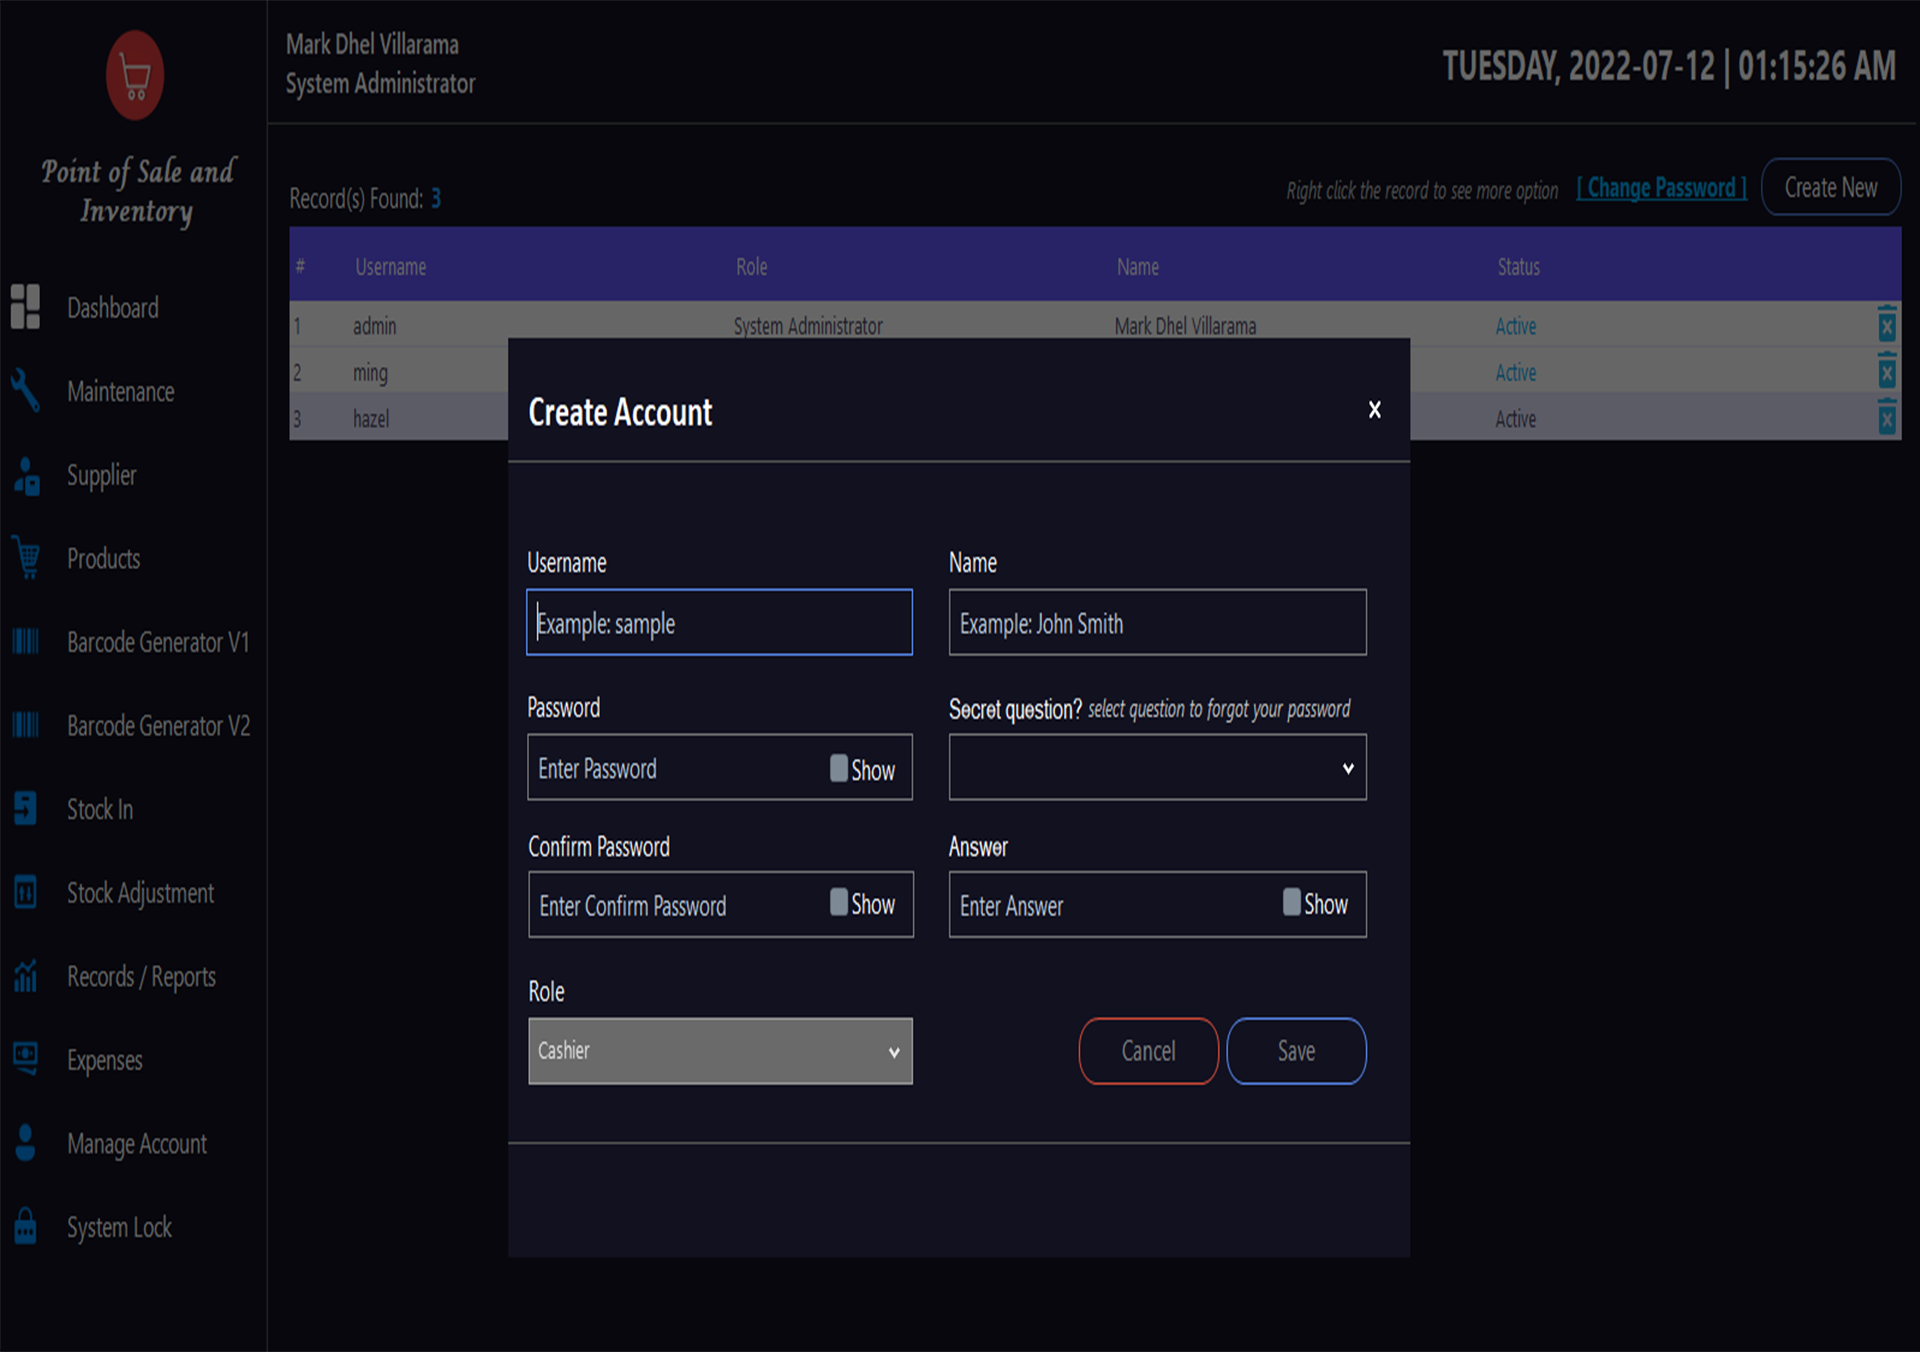 Mark Dhel Villarama
System Administrator
TUESDAY, 2022-07-12 | 01:15:26 AM
Point of Sale and
Inventory
Dashboard
Maintenance
Supplier
Products
Barcode Generator V1
Barcode Generator V2
Stock In
Stock Adjustment
Records / Reports
Expenses
Manage Account
System Lock
Record(s) Found: 3
Right click the record to see more option [ Change Password ] Create New
# Username Role Name Status
1 admin System Administrator Mark Dhel Villarama Active
2 ming Active
3 hazel Active
Create Account x
Username Name
Example: sample Example: John Smith
Password Secret question? select question to forgot your password
Enter Password Show
Confirm Password Answer
Enter Confirm Password Show Enter Answer Show
Role
Cashier Cancel Save